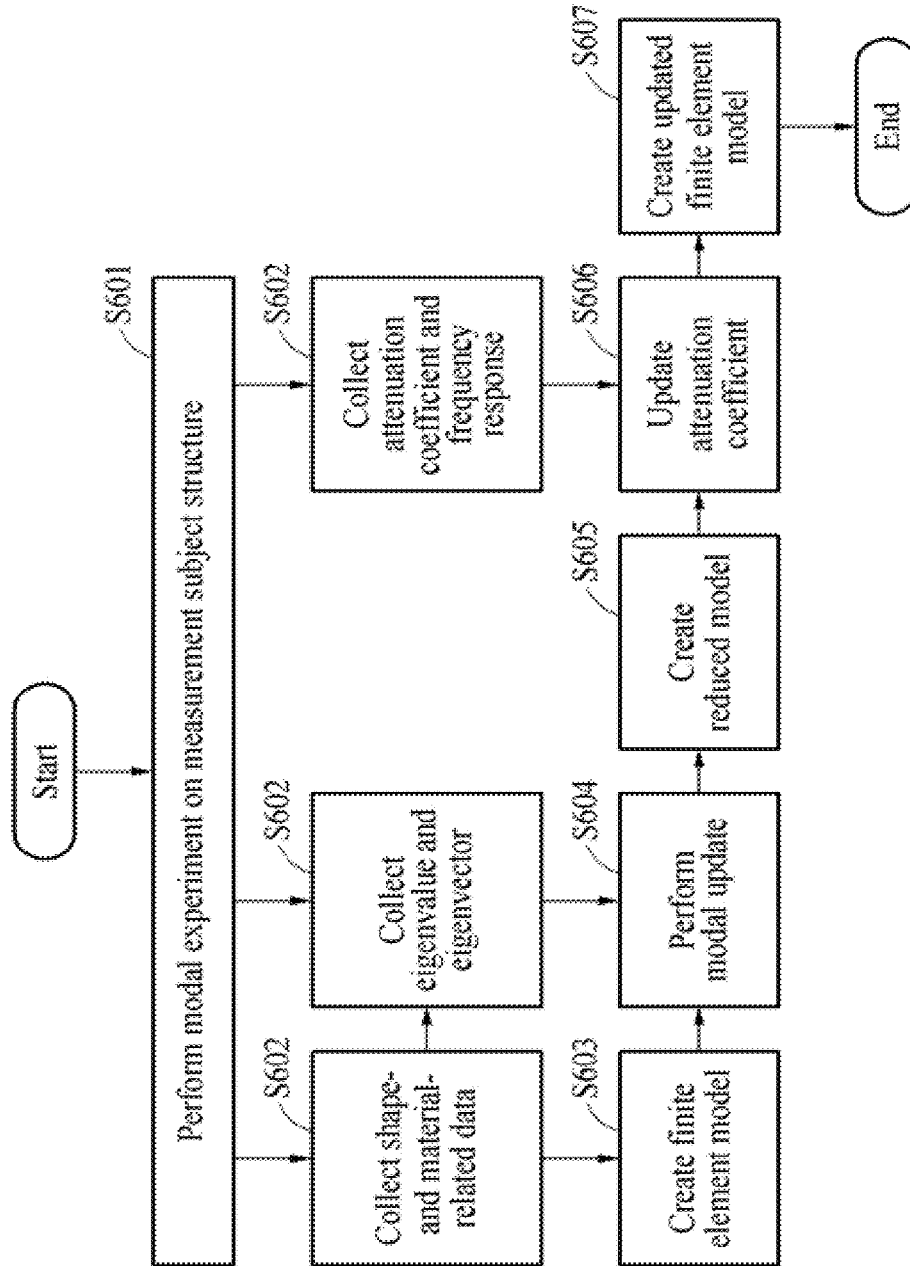 Start
S601
Perform modal experiment on measurement subject structure
S602
Collect shape-
and material-
related data
S602
Collect
eigenvalue and
eigenvector
S602
Collect
attenuation
coefficient and
frequency
response
S603
Create finite
element model
S604
Perform
modal update
S605
Create
reduced model
S606
Update
attenuation
coefficient
S607
Create updated
finite element
model
End